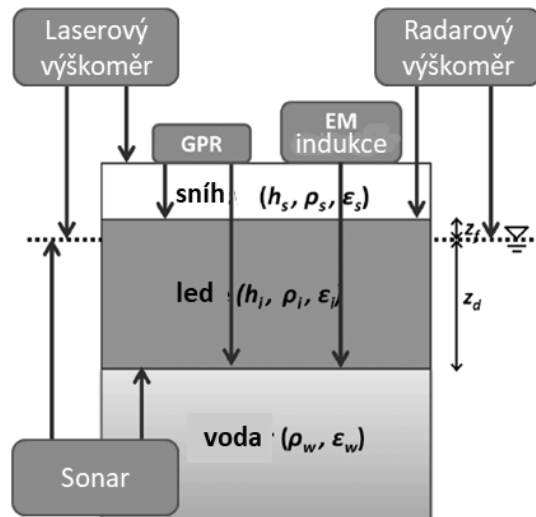 Laserový
výškoměr
Radarový
výškoměr
GPR
EM
indukce
sníh (hs, ρs, εs)
zf
led (hi, ρi, εi)
zd
voda (ρw, εw)
Sonar